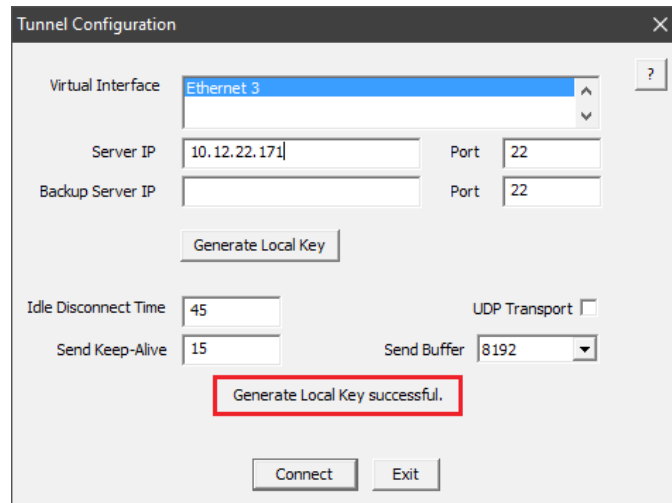 Tunnel Configuration
?
Virtual Interface Ethernet 3
Server IP 10.12.22.171 Port 22
Backup Server IP Port 22
Generate Local Key
Idle Disconnect Time 45 UDP Transport
Send Keep-Alive 15 Send Buffer 8192
Generate Local Key successful.
Connect Exit